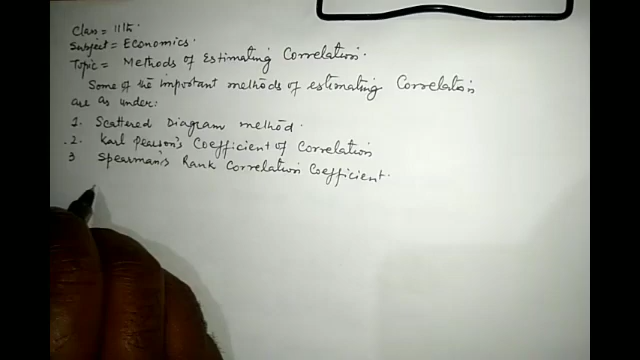 Class = 11th.
Subject = Economics.
Topic = Methods of Estimating Correlation.
Some of the important methods of estimating Correlation
are as under:
1. Scattered Diagram method.
2. Karl Pearson's Coefficient of Correlation
3 Spearman's Rank Correlation Coefficient.